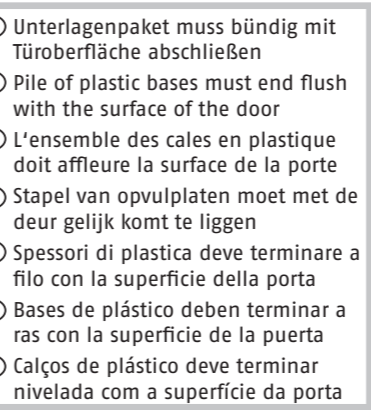 Unterlagenpaket muss bündig mit
Türoberfläche abschließen
Pile of plastic bases must end flush
with the surface of the door
L'ensemble des cales en plastique
doit affleure la surface de la porte
Stapel van opvulplaten moet met de
deur gelijk komt te liggen
Spessori di plastica deve terminare a
filo con la superficie della porta
Bases de plástico deben terminar a
ras con la superficie de la puerta
Calços de plástico deve terminar
nivelada com a superfície da porta